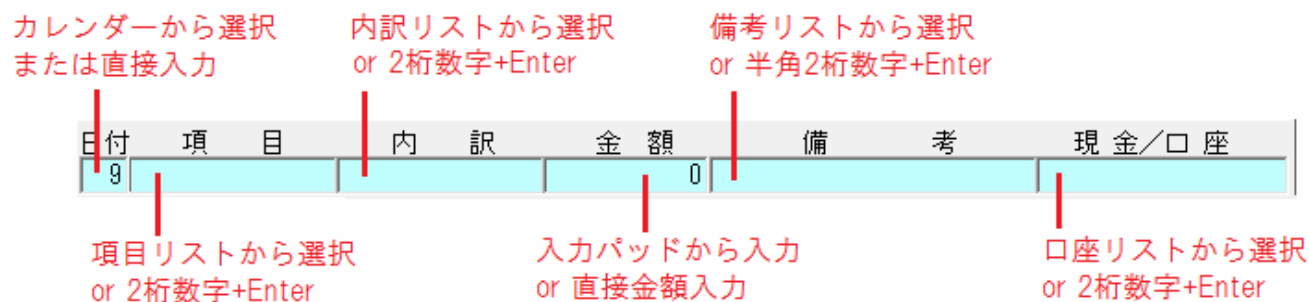 カレンダーから選択
または直接入力
内訳リストから選択
or 2桁数字+Enter
備考リストから選択
or 半角2桁数字+Enter
日付 項 目 内 訳 金 額 備 考 現 金/口 座
9 0
項目リストから選択
or 2桁数字+Enter
入力パッドから入力
or 直接金額入力
口座リストから選択
or 2桁数字+Enter